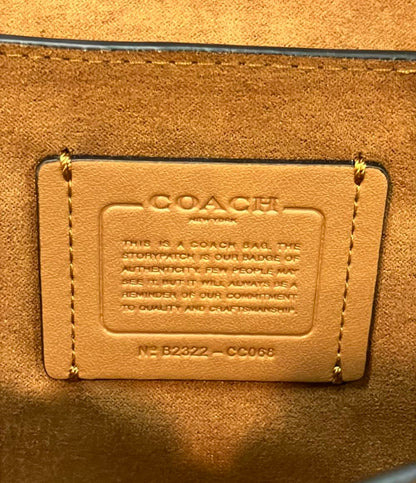 COACH
NEW YORK
THIS IS A COACH BAG. THE
STORYPATCH IS OUR BADGE OF
AUTHENTICITY. FEW PEOPLE MAY
SEE IT, BUT IT WILL ALWAYS BE A
REMINDER OF OUR COMMITMENT
TO QUALITY AND CRAFTSMANSHIP.
Nº B2322-CC068